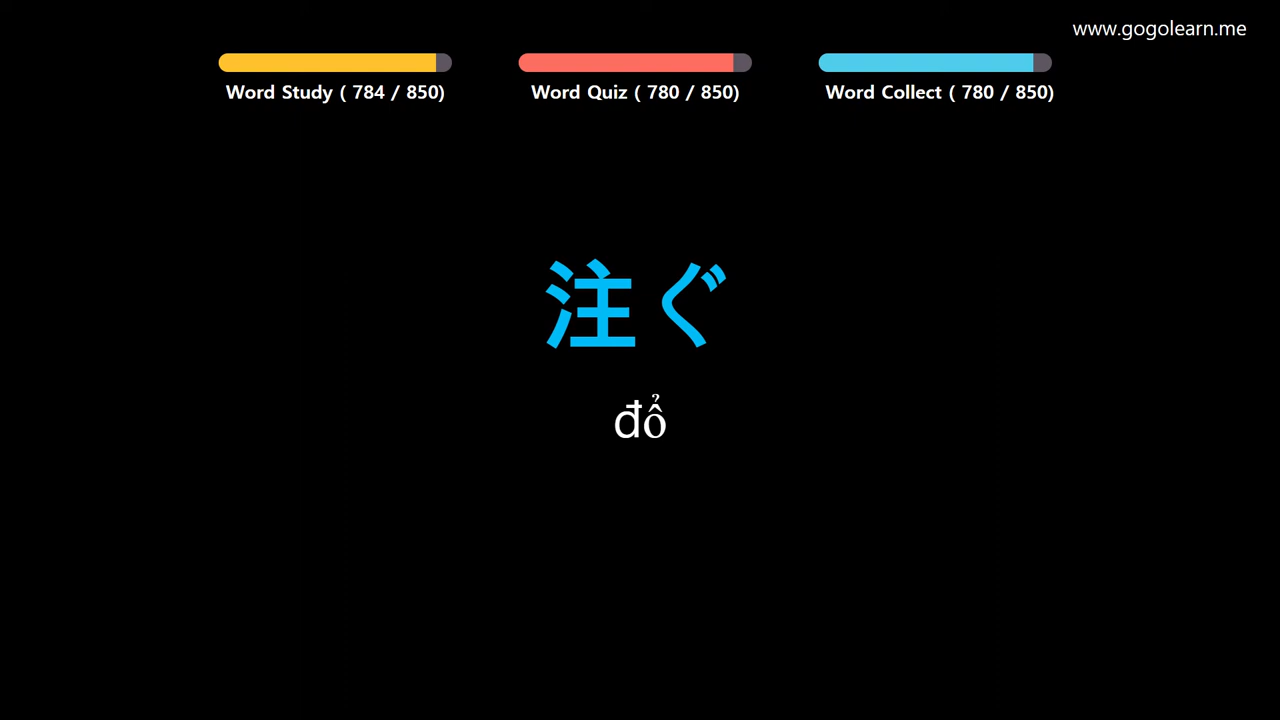 www.gogolearn.me
Word Study ( 784 / 850)
Word Quiz ( 780 / 850)
Word Collect ( 780 / 850)
注ぐ
đổ